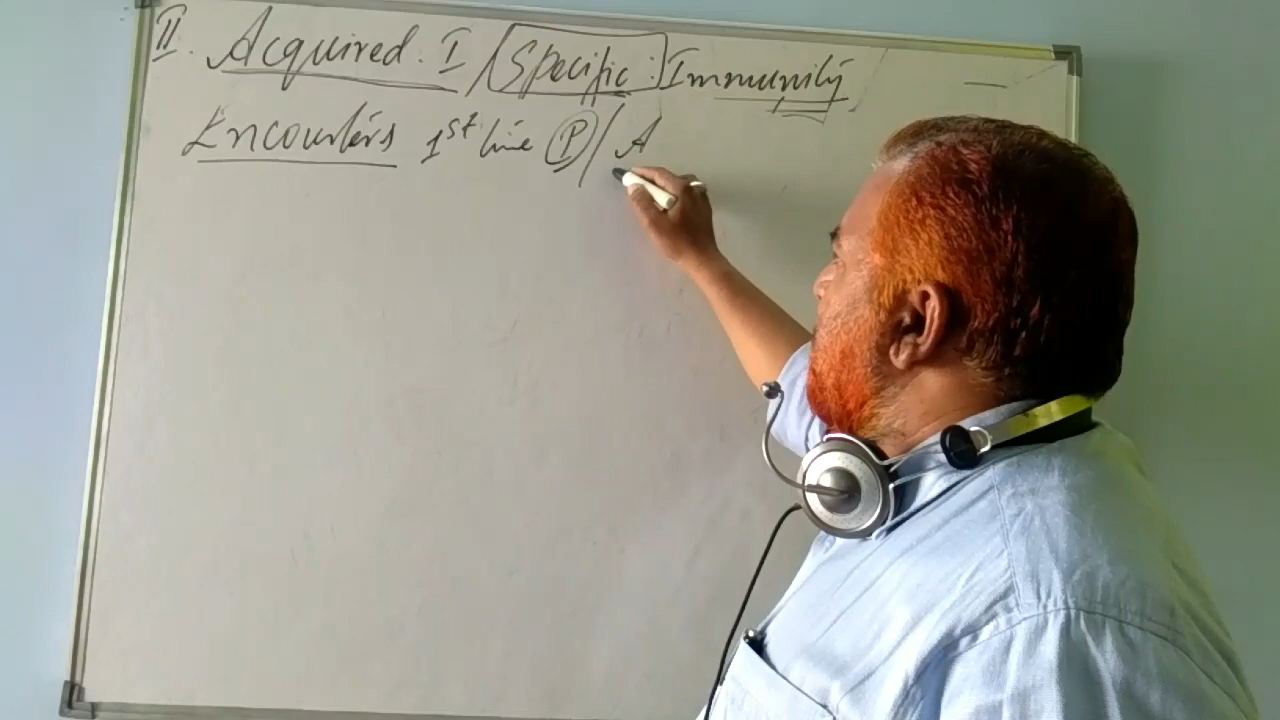 II. Acquired. I / Specific: Immunity
Encounters 1st line P / A